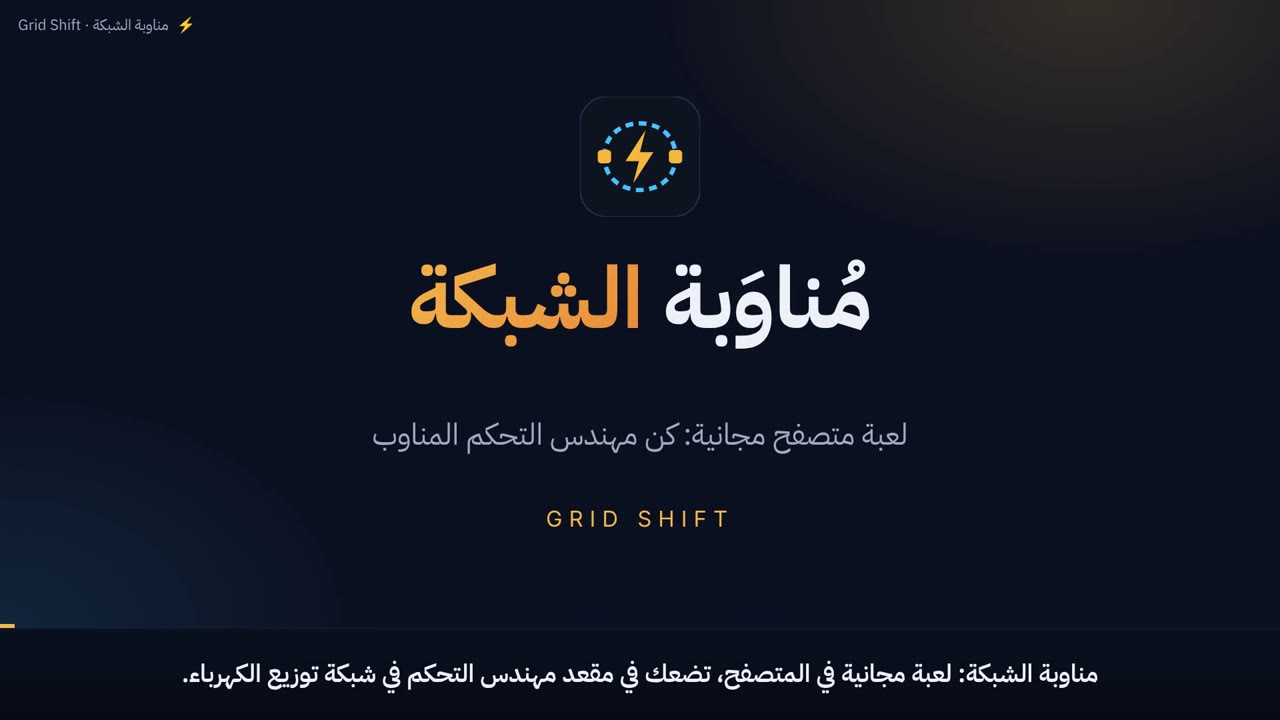 ⚡ مناوبة الشبكة · Grid Shift
مُناوَبة الشبكة
لعبة متصفح مجانية: كن مهندس التحكم المناوب
GRID SHIFT
مناوبة الشبكة: لعبة مجانية في المتصفح، تضعك في مقعد مهندس التحكم في شبكة توزيع الكهرباء.